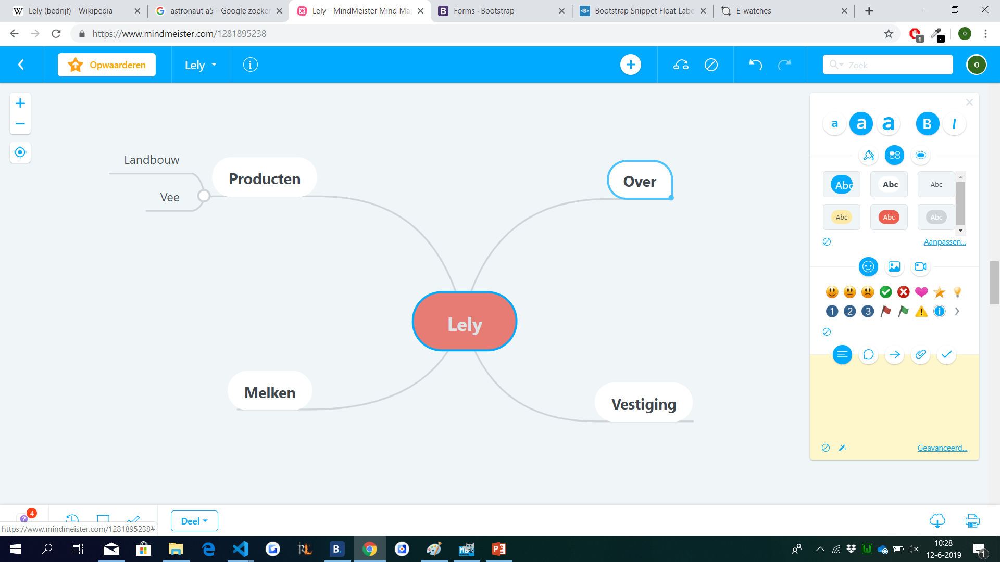 Lely (bedrijf) - Wikipedia
astronaut a5 - Google zoeken
Lely - MindMeister Mind Ma
Forms · Bootstrap
Bootstrap Snippet Float Labe
E-watches
https://www.mindmeister.com/1281895238
1
O
Opwaarderen
Lely
Zoek
O
a a a B I
Landbouw
Producten
Vee
Over
Abc Abc Abc
Abc Abc Abc
Aanpassen...
Lely
1 2 3
Melken
Vestiging
Geavanceerd...
4
Deel
https://www.mindmeister.com/1281895238#
10:28
12-6-2019
1